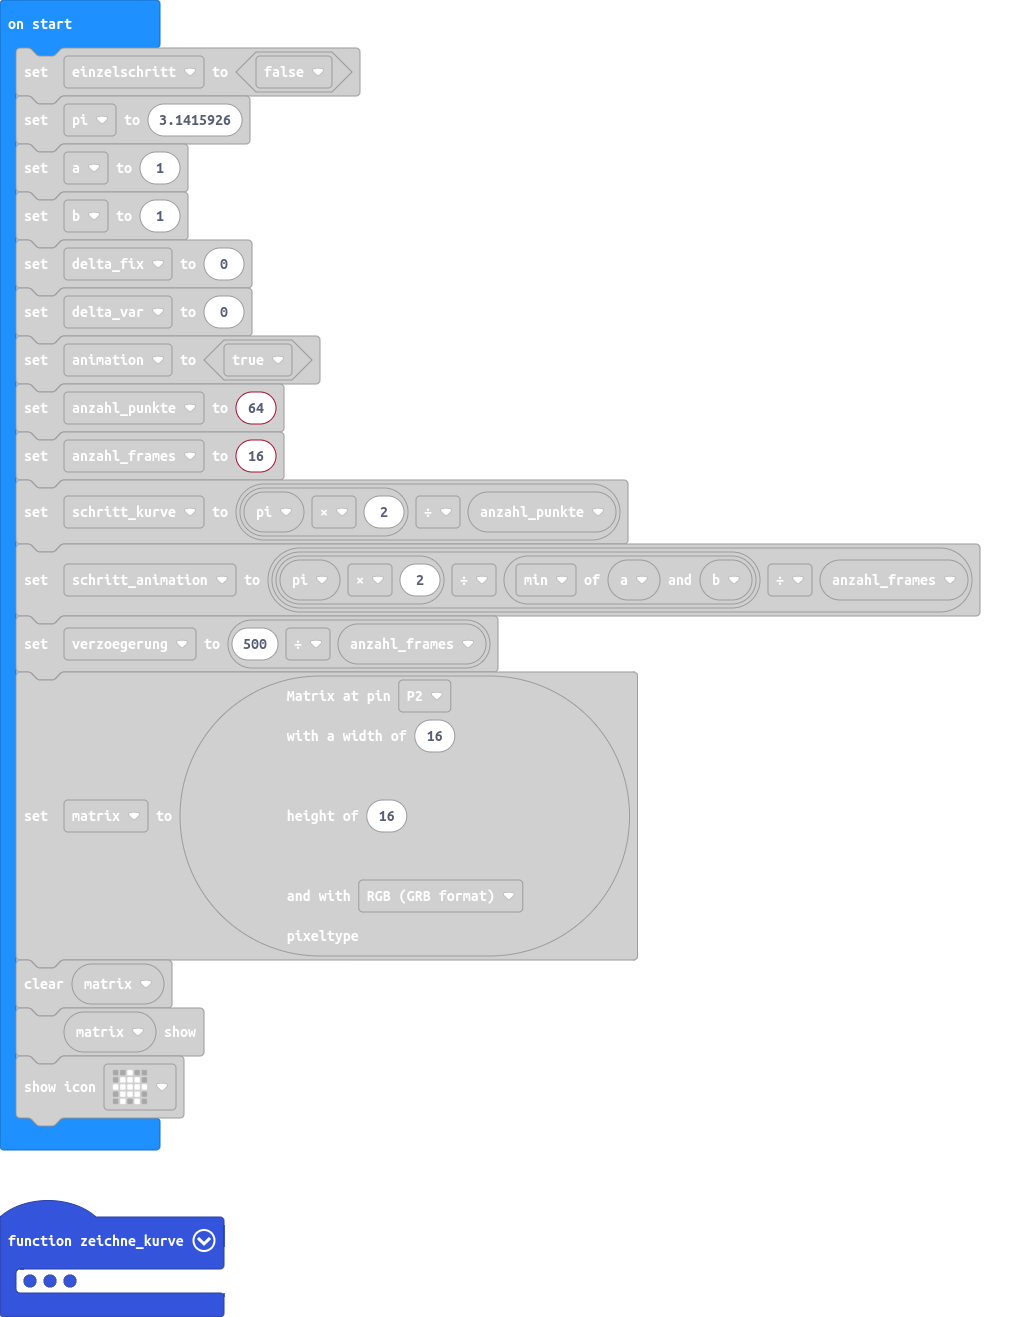 on start
set einzelschritt to false
set pi to 3.1415926
set a to 1
set b to 1
set delta_fix to 0
set delta_var to 0
set animation to true
set anzahl_punkte to 64
set anzahl_frames to 16
set schritt_kurve to pi × 2 ÷ anzahl_punkte
set schritt_animation to pi × 2 ÷ min of a and b ÷ anzahl_frames
set verzoegerung to 500 ÷ anzahl_frames
Matrix at pin P2
with a width of 16
set matrix to height of 16
and with RGB (GRB format)
pixeltype
clear matrix
matrix show
show icon
function zeichne_kurve